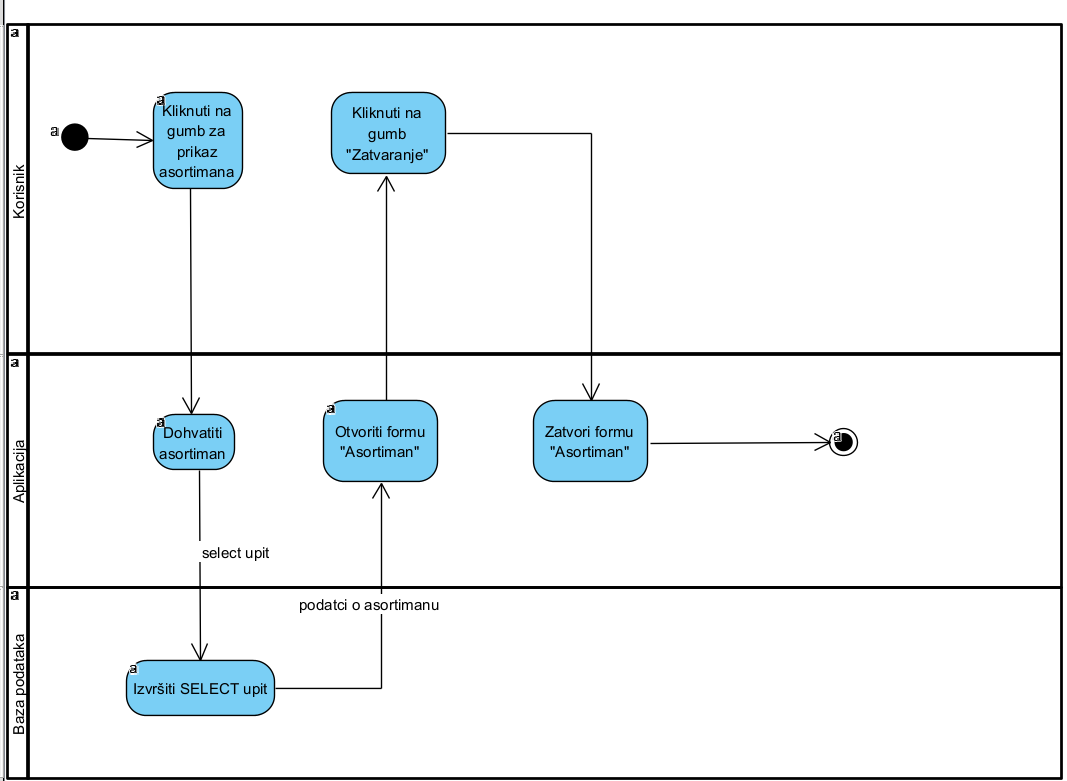 a
Korisnik
a
a
Kliknuti na
gumb za
prikaz
asortimana
Kliknuti na
gumb
"Zatvaranje"
a
Aplikacija
a
Dohvatiti
asortiman
a
Otvoriti formu
"Asortiman"
Zatvori formu
"Asortiman"
a
select upit
a
Baza podataka
podatci o asortimanu
a
Izvršiti SELECT upit